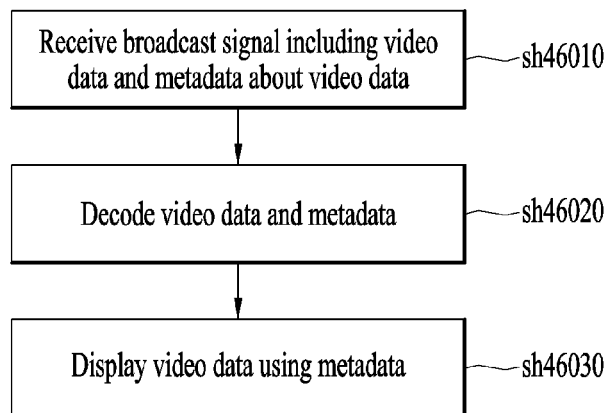 Receive broadcast signal including video
data and metadata about video data
sh46010
Decode video data and metadata
sh46020
Display video data using metadata
sh46030